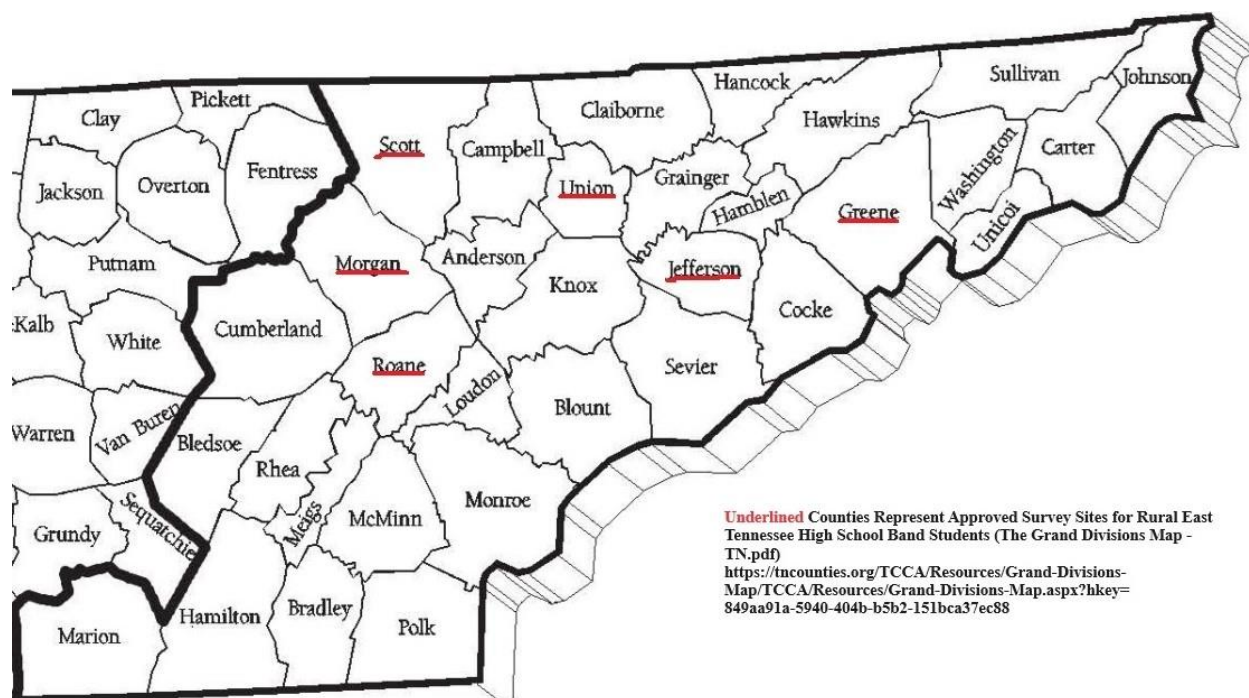 Pickett
Clay
Hancock
Sullivan
Johnson
Claiborne
Hawkins
Scott
Campbell
Fentress
Carter
Washington
Jackson
Overton
Union
Grainger
Hamblen
Greene
Unicoi
Putnam
Morgan
Anderson
Jefferson
Knox
Cocke
Kalb
White
Cumberland
Roane
Loudon
Sevier
Blount
Warren
Van Buren
Bledsoe
Rhea
Meigs
McMinn
Monroe
Sequatchie
Grundy
Hamilton
Bradley
Polk
Marion
Underlined Counties Represent Approved Survey Sites for Rural East
Tennessee High School Band Students (The Grand Divisions Map -
TN.pdf)
https://tncounties.org/TCCA/Resources/Grand-Divisions-
Map/TCCA/Resources/Grand-Divisions-Map.aspx?hkey=
849aa91a-5940-404b-b5b2-151bca37ec88